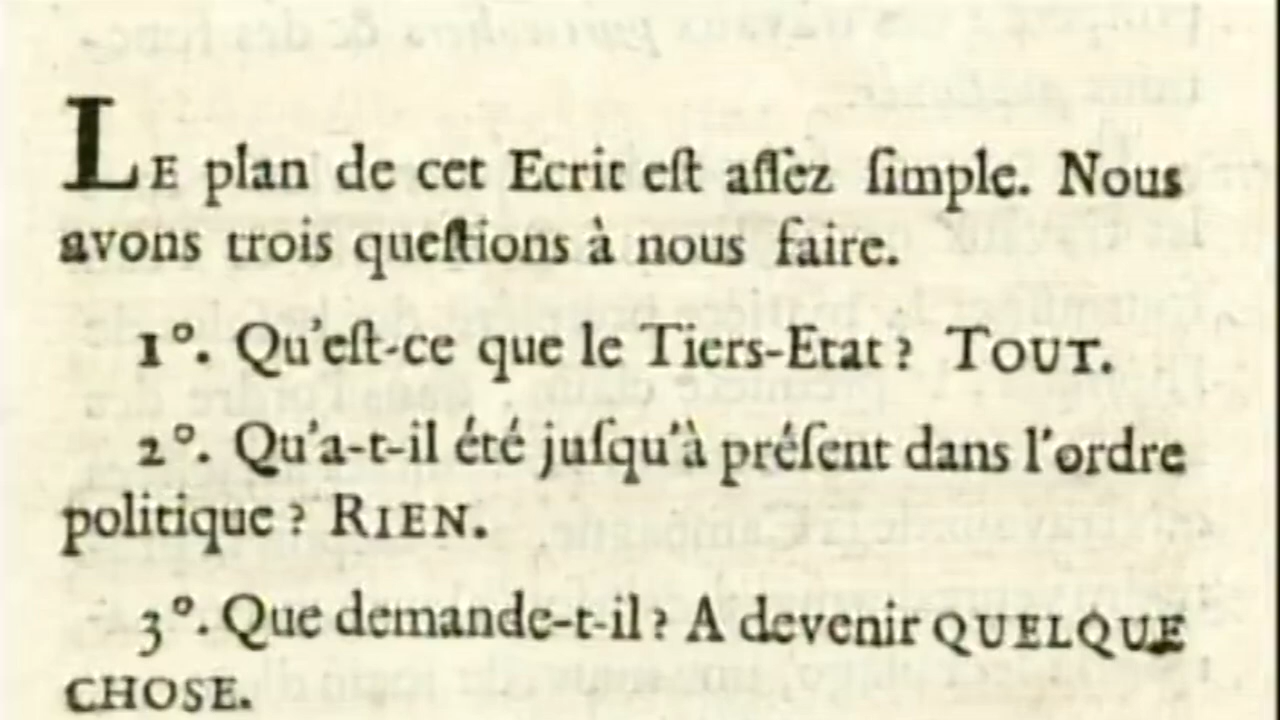 LE plan de cet Ecrit eſt aſſez ſimple. Nous
avons trois queſtions à nous faire.
1°. Qu'eſt-ce que le Tiers-Etat ? TOUT.
2°. Qu'a-t-il été juſqu'à préſent dans l'ordre
politique ? RIEN.
3°. Que demande-t-il ? A devenir QUELQUE
CHOSE.